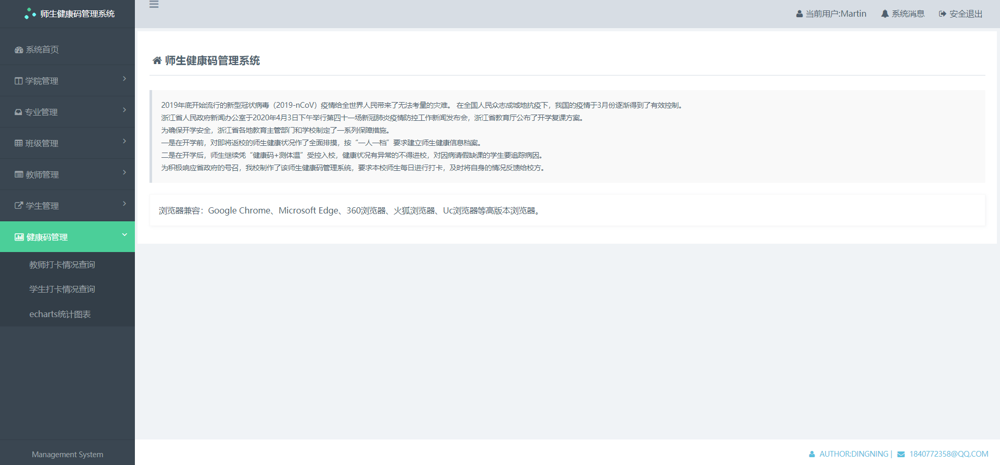 师生健康码管理系统
当前用户:Martin 系统消息 安全退出
系统首页
学院管理
专业管理
班级管理
教师管理
学生管理
健康码管理
教师打卡情况查询
学生打卡情况查询
echarts统计图表
Management System
师生健康码管理系统
2019年底开始流行的新型冠状病毒（2019-nCoV）疫情给全世界人民带来了无法考量的灾难。 在全国人民众志成城地抗疫下，我国的疫情于3月份逐渐得到了有效控制。
浙江省人民政府新闻办公室于2020年4月3日下午举行第四十一场新冠肺炎疫情防控工作新闻发布会，浙江省教育厅公布了开学复课方案。
为确保开学安全，浙江省各地教育主管部门和学校制定了一系列保障措施。
一是在开学前，对即将返校的师生健康状况作了全面排摸，按“一人一档”要求建立师生健康信息档案。
二是在开学后，师生继续凭“健康码+测体温”受控入校，健康状况有异常的不得进校，对因病请假缺课的学生要追踪病因。
为积极响应省政府的号召，我校制作了该师生健康码管理系统，要求本校师生每日进行打卡，及时将自身的情况反馈给校方。
浏览器兼容：Google Chrome、Microsoft Edge、360浏览器、火狐浏览器、Uc浏览器等高版本浏览器。
AUTHOR:DINGNING | 1840772358@QQ.COM